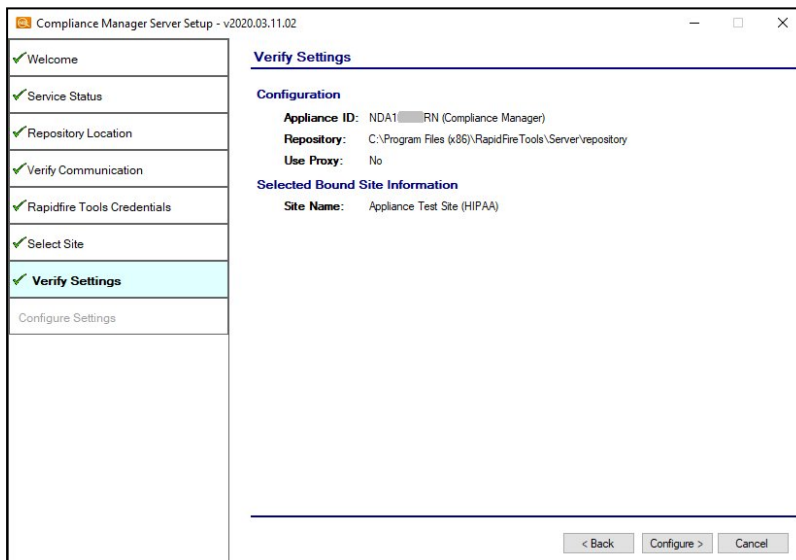 Compliance Manager Server Setup - v2020.03.11.02
Welcome
Service Status
Repository Location
Verify Communication
Rapidfire Tools Credentials
Select Site
Verify Settings
Configure Settings
Verify Settings
Configuration
Appliance ID: NDA1 RN (Compliance Manager)
Repository: C:\Program Files (x86)\RapidFireTools\Server\repository
Use Proxy: No
Selected Bound Site Information
Site Name: Appliance Test Site (HIPAA)
< Back Configure > Cancel